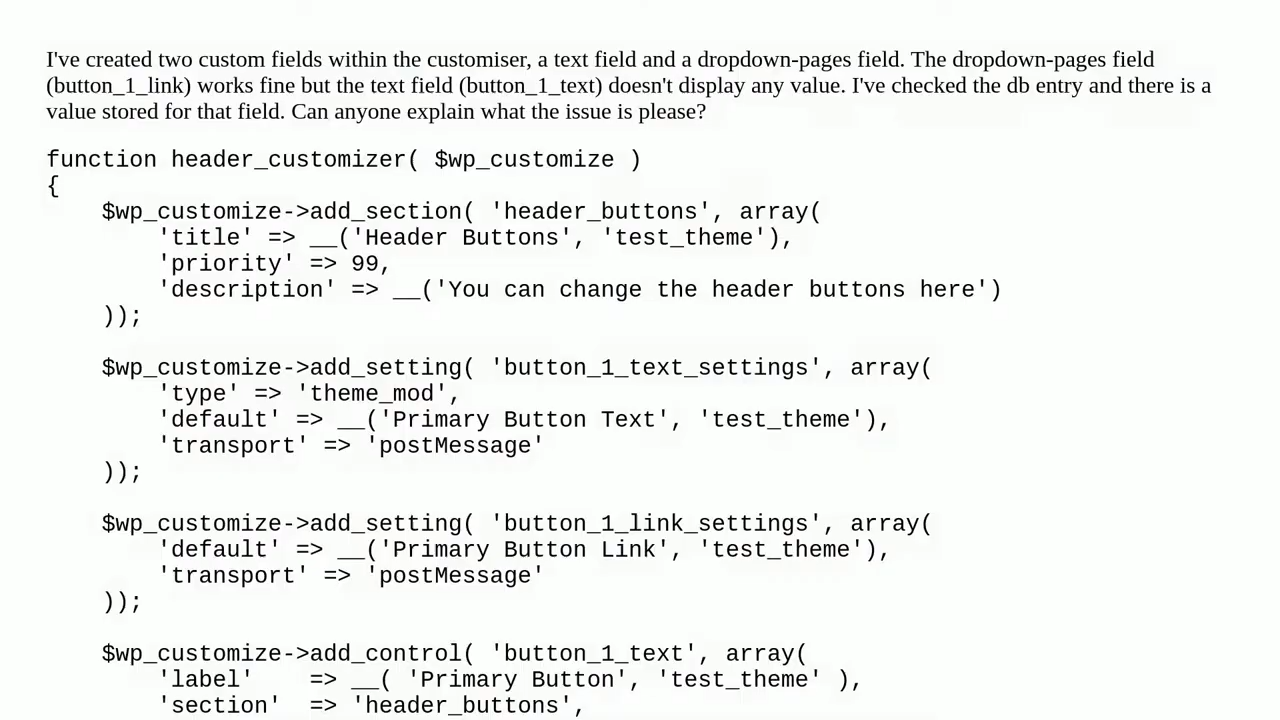 I've created two custom fields within the customiser, a text field and a dropdown-pages field. The dropdown-pages field
(button_1_link) works fine but the text field (button_1_text) doesn't display any value. I've checked the db entry and there is a
value stored for that field. Can anyone explain what the issue is please?
function header_customizer( $wp_customize )
{
    $wp_customize->add_section( 'header_buttons', array(
        'title' => __('Header Buttons', 'test_theme'),
        'priority' => 99,
        'description' => __('You can change the header buttons here')
    ));
    $wp_customize->add_setting( 'button_1_text_settings', array(
        'type' => 'theme_mod',
        'default' => __('Primary Button Text', 'test_theme'),
        'transport' => 'postMessage'
    ));
    $wp_customize->add_setting( 'button_1_link_settings', array(
        'default' => __('Primary Button Link', 'test_theme'),
        'transport' => 'postMessage'
    ));
    $wp_customize->add_control( 'button_1_text', array(
        'label'    => __( 'Primary Button', 'test_theme' ),
        'section'  => 'header_buttons',